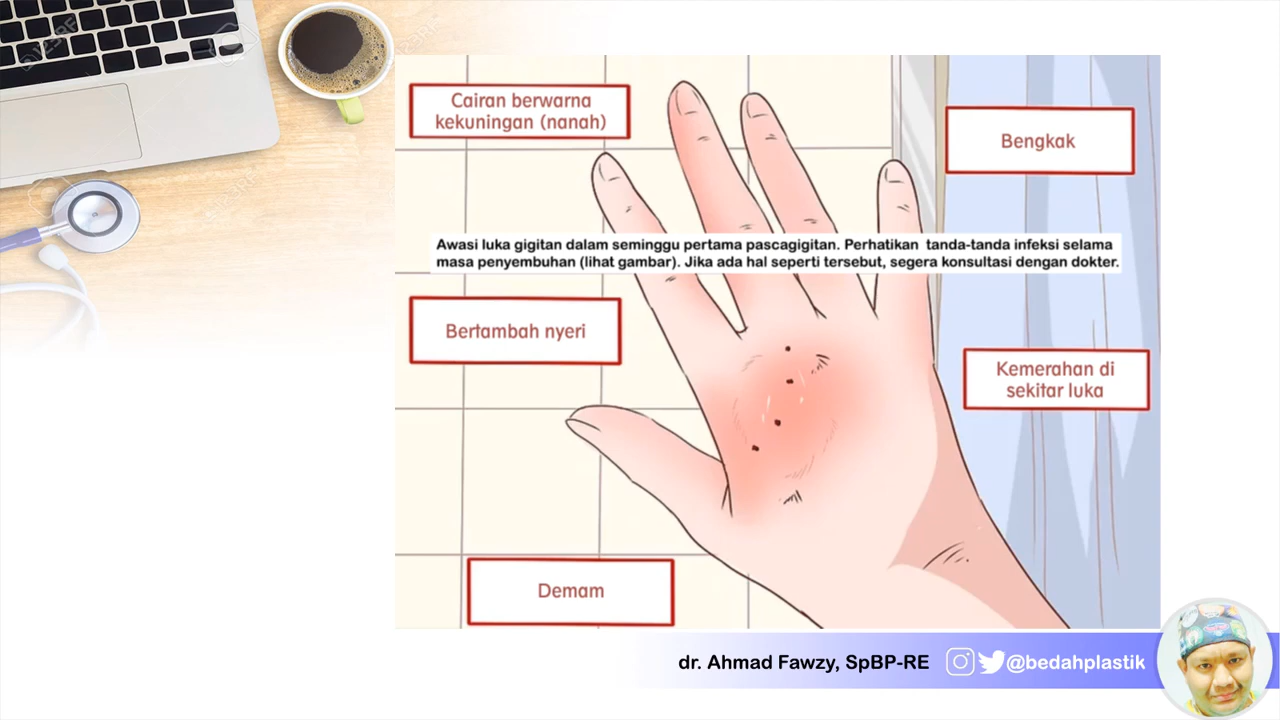 Cairan berwarna
kekuningan (nanah)
Bengkak
Awasi luka gigitan dalam seminggu pertama pascagigitan. Perhatikan tanda-tanda infeksi selama
masa penyembuhan (lihat gambar). Jika ada hal seperti tersebut, segera konsultasi dengan dokter.
Bertambah nyeri
Kemerahan di
sekitar luka
Demam
dr. Ahmad Fawzy, SpBP-RE
@bedahplastik